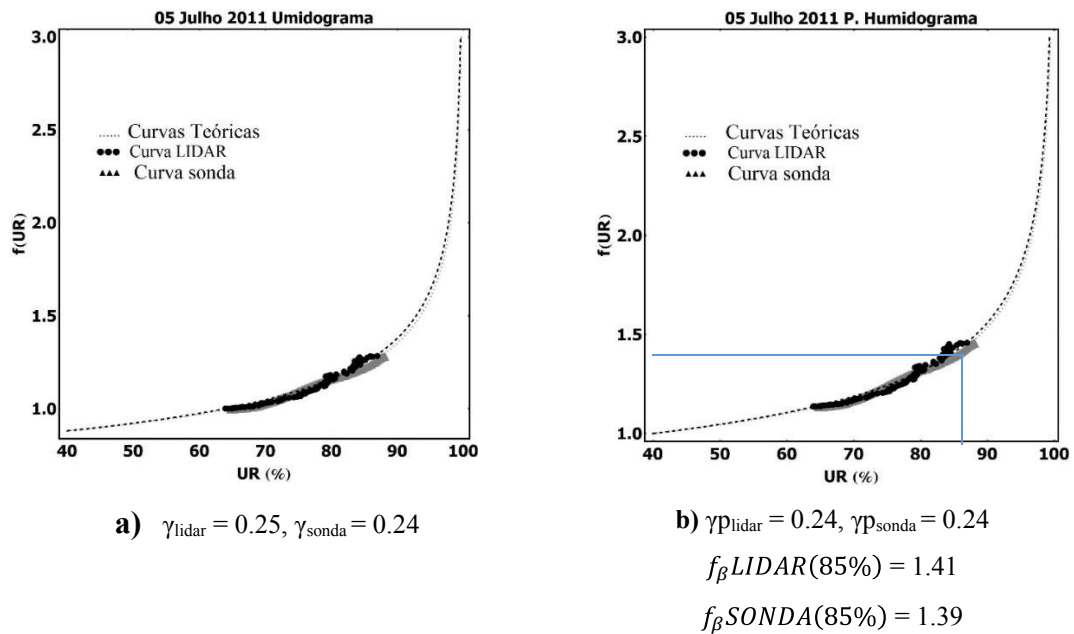 05 Julho 2011 Umidograma
3.0
2.5
2.0
1.5
1.0
f(UR)
Curvas Teóricas
Curva LIDAR
Curva sonda
40 50 60 70 80 90 100
UR (%)
a) γlidar = 0.25, γsonda = 0.24
05 Julho 2011 P. Humidograma
3.0
2.5
2.0
1.5
1.0
f(UR)
Curvas Teóricas
Curva LIDAR
Curva sonda
40 50 60 70 80 90 100
UR (%)
b) γplidar = 0.24, γpsonda = 0.24
fβLIDAR(85%) = 1.41
fβSONDA(85%) = 1.39